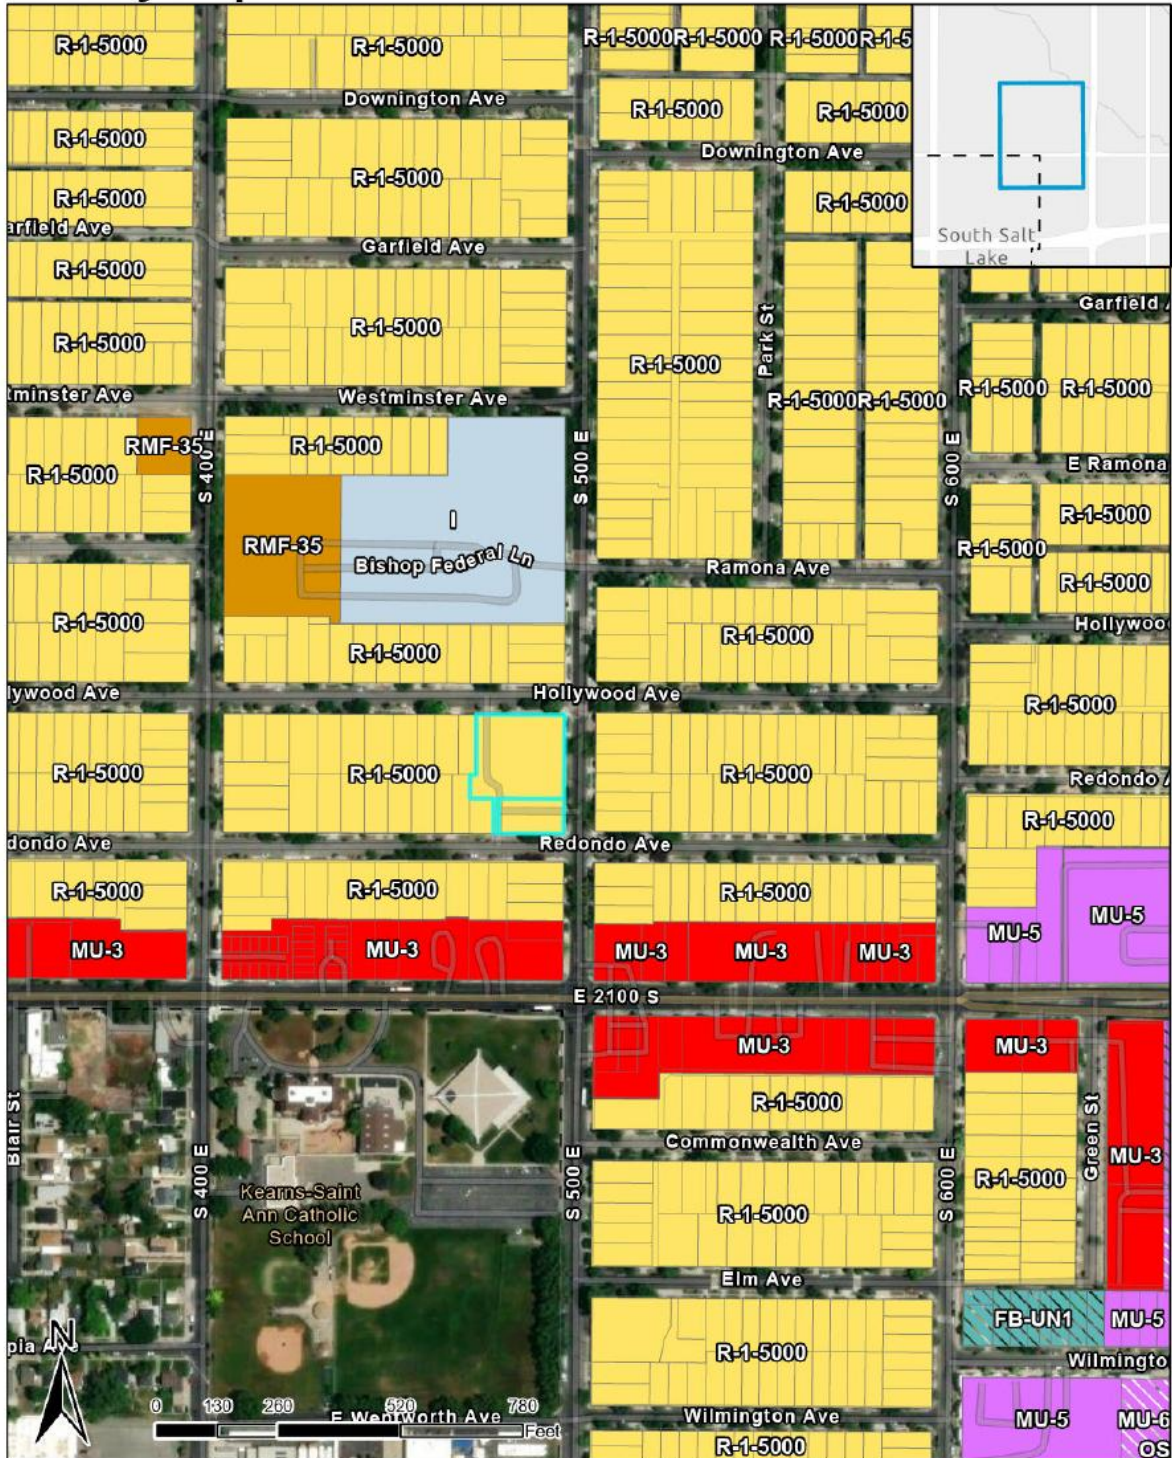 R-1-5000
R-1-5000
R-1-5000
R-1-5000
R-1-5000
R-1-5
Downington Ave
R-1-5000
R-1-5000
R-1-5000
R-1-5000
Downington Ave
R-1-5000
R-1-5000
R-1-5000
arfield Ave
Garfield Ave
South Salt
Lake
R-1-5000
Garfield A
R-1-5000
R-1-5000
R-1-5000
Park St
R-1-5000
R-1-5000
tminster Ave
Westminster Ave
R-1-5000
R-1-5000
RMF-35
R-1-5000
S 400 E
S 500 E
S 600 E
R-1-5000
E Ramona
I
R-1-5000
RMF-35
Bishop Federal Ln
R-1-5000
Ramona Ave
R-1-5000
R-1-5000
Hollywoo
R-1-5000
R-1-5000
lywood Ave
Hollywood Ave
R-1-5000
R-1-5000
R-1-5000
R-1-5000
Redondo A
R-1-5000
dondo Ave
Redondo Ave
R-1-5000
R-1-5000
R-1-5000
MU-5
MU-5
MU-3
MU-3
MU-3
MU-3
MU-3
E 2100 S
MU-3
MU-3
R-1-5000
Blair St
Green St
Commonwealth Ave
S 400 E
S 500 E
S 600 E
MU-3
R-1-5000
Kearns-Saint
Ann Catholic
School
R-1-5000
Elm Ave
FB-UN1
MU-5
N
pia Ave
R-1-5000
Wilmingto
0 130 260 520 780
Feet
E Wentworth Ave
Wilmington Ave
MU-5
MU-6
R-1-5000
OS